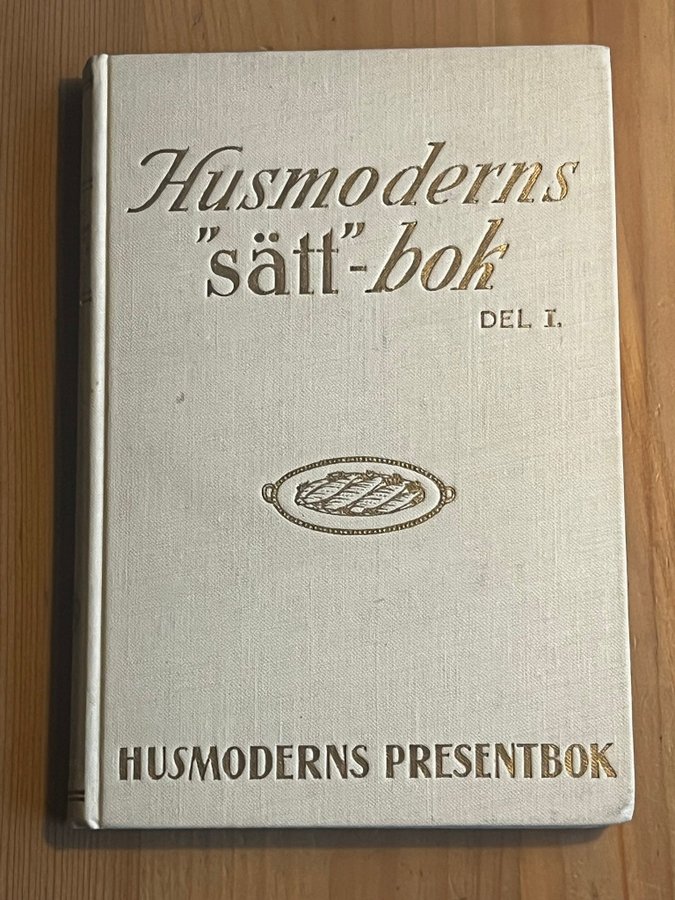 Husmoderns
"sätt"-bok
DEL I.
HUSMODERNS PRESENTBOK